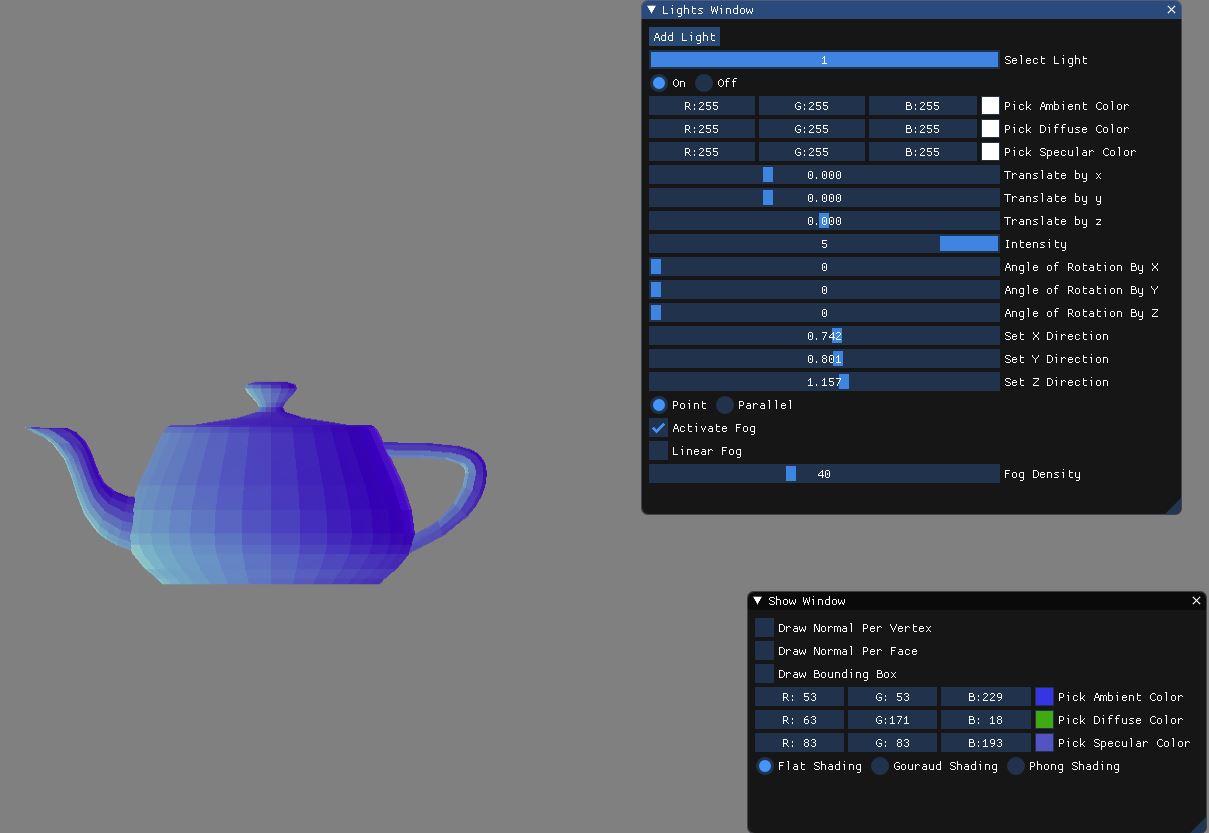 Lights Window
Add Light
1 Select Light
On Off
R:255 G:255 B:255 Pick Ambient Color
R:255 G:255 B:255 Pick Diffuse Color
R:255 G:255 B:255 Pick Specular Color
0.000 Translate by x
0.000 Translate by y
0.000 Translate by z
5 Intensity
0 Angle of Rotation By X
0 Angle of Rotation By Y
0 Angle of Rotation By Z
0.742 Set X Direction
0.801 Set Y Direction
1.157 Set Z Direction
Point Parallel
Activate Fog
Linear Fog
40 Fog Density
Show Window
Draw Normal Per Vertex
Draw Normal Per Face
Draw Bounding Box
R: 53 G: 53 B:229 Pick Ambient Color
R: 63 G:171 B: 18 Pick Diffuse Color
R: 83 G: 83 B:193 Pick Specular Color
Flat Shading Gouraud Shading Phong Shading